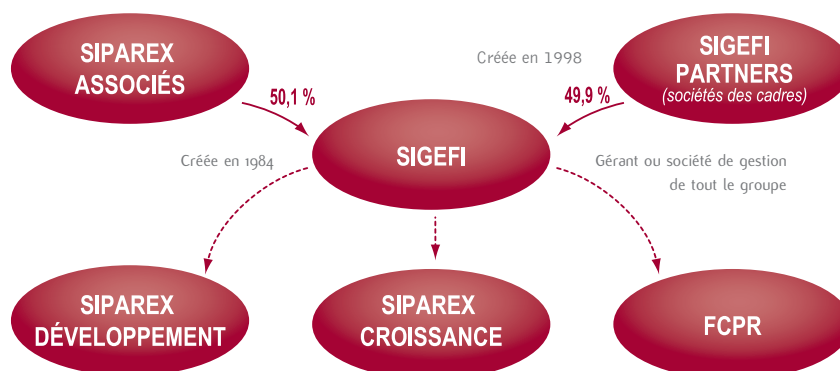 SIPAREX
ASSOCIÉS
Créée en 1998
SIGEFI
PARTNERS
(sociétés des cadres)
50,1 %
49,9 %
Créée en 1984
SIGEFI
Gérant ou société de gestion
de tout le groupe
SIPAREX
DÉVELOPPEMENT
SIPAREX
CROISSANCE
FCPR